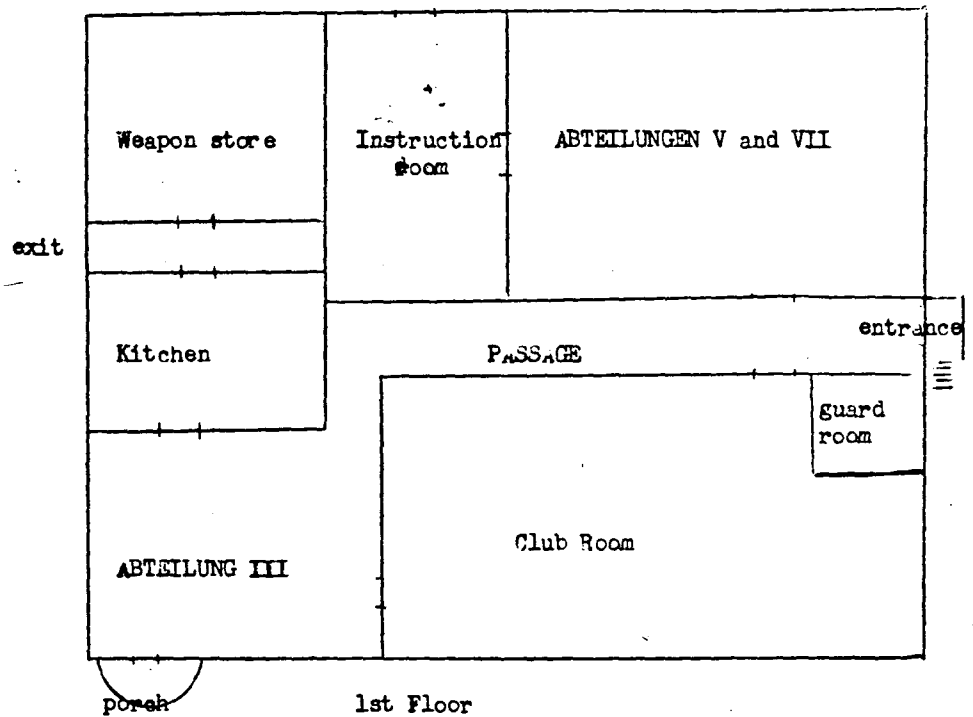 Weapon store
Instruction
room
ABTEILUNGEN V and VII
exit
entrance
Kitchen
PASSAGE
guard
room
Club Room
ABTEILUNG III
porch
1st Floor